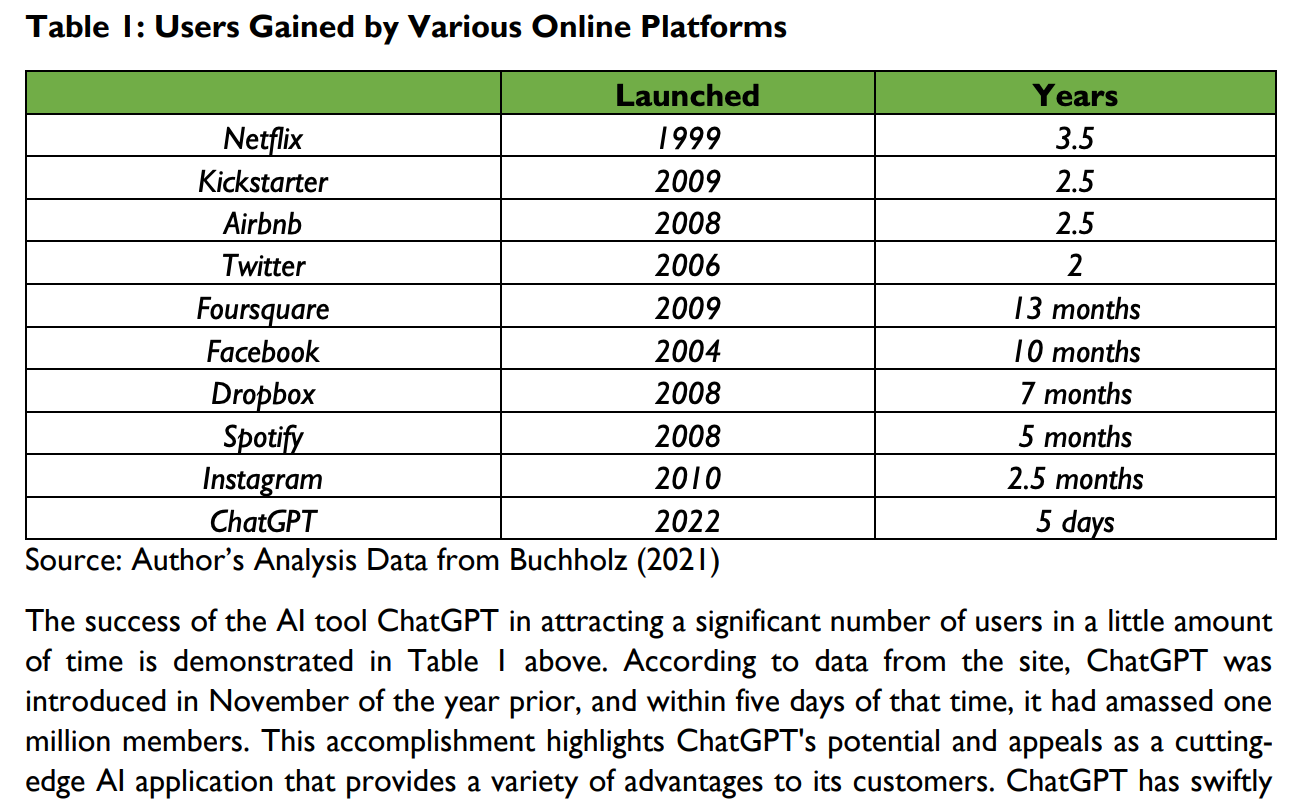 Table 1: Users Gained by Various Online Platforms
Launched Years
Netflix 1999 3.5
Kickstarter 2009 2.5
Airbnb 2008 2.5
Twitter 2006 2
Foursquare 2009 13 months
Facebook 2004 10 months
Dropbox 2008 7 months
Spotify 2008 5 months
Instagram 2010 2.5 months
ChatGPT 2022 5 days
Source: Author’s Analysis Data from Buchholz (2021)
The success of the AI tool ChatGPT in attracting a significant number of users in a little amount
of time is demonstrated in Table 1 above. According to data from the site, ChatGPT was
introduced in November of the year prior, and within five days of that time, it had amassed one
million members. This accomplishment highlights ChatGPT's potential and appeals as a cutting-
edge AI application that provides a variety of advantages to its customers. ChatGPT has swiftly